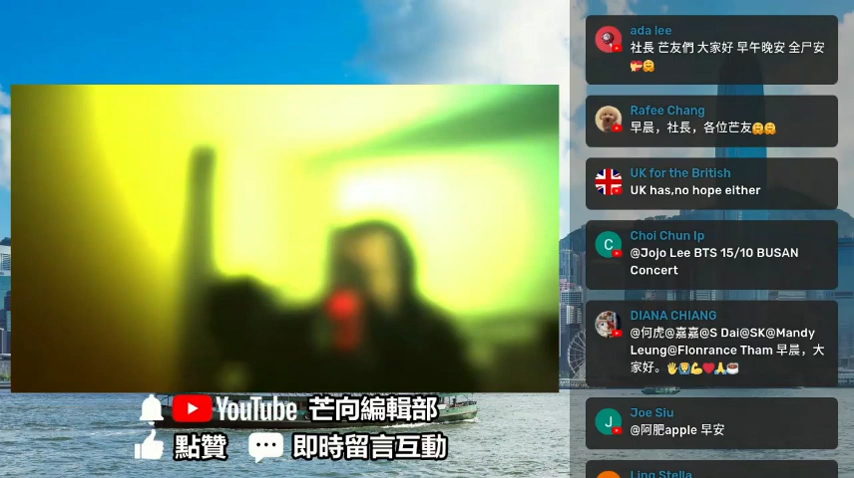 ada lee
社長 芒友們 大家好 早午晚安 全尸安
Rafee Chang
早晨，社長，各位芒友
UK for the British
UK has,no hope either
Choi Chun Ip
@Jojo Lee BTS 15/10 BUSAN
Concert
DIANA CHIANG
@何虎@嘉嘉@S Dai@SK@Mandy
Leung@Flonrance Tham 早晨，大
家好。
Joe Siu
@阿肥apple 早安
Ling Stella
YouTube 芒向編輯部
點贊 即時留言互動